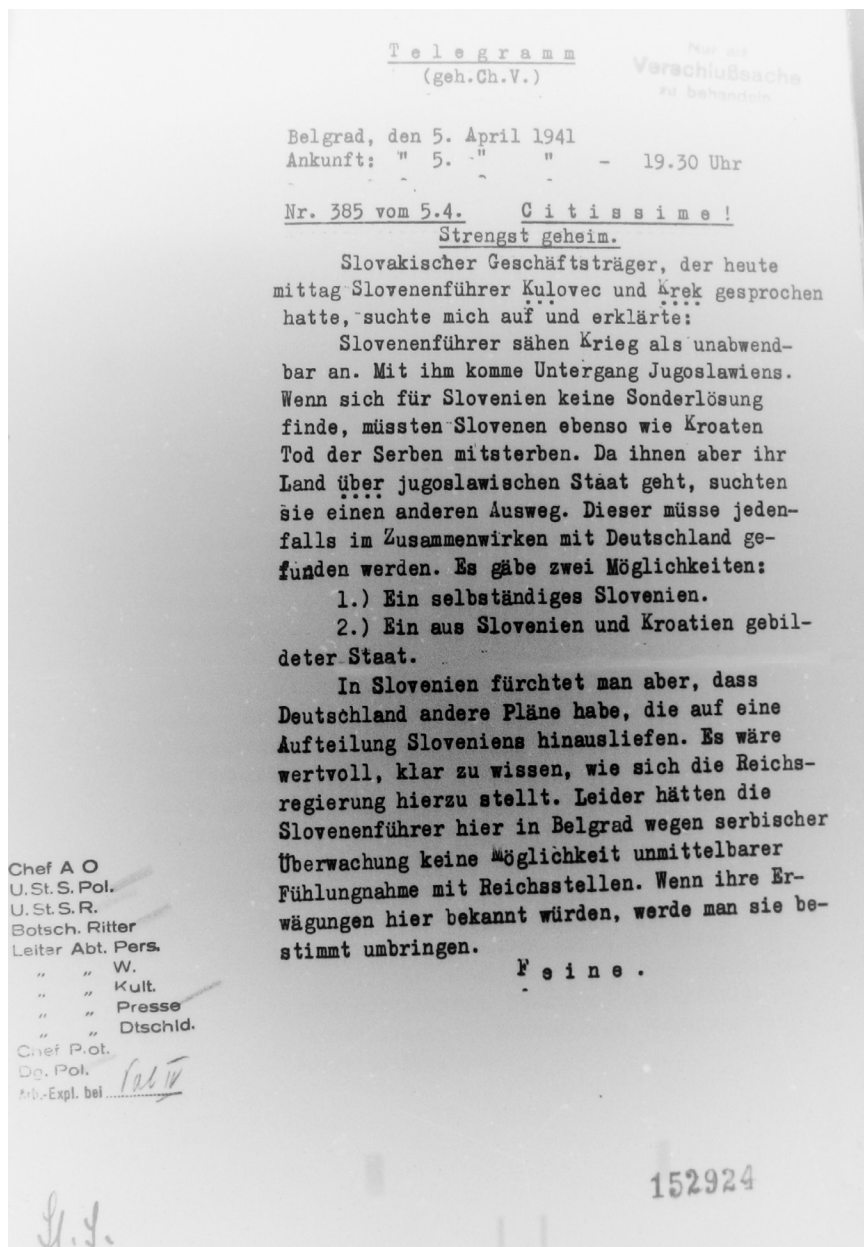 Telegramm
(geh.Ch.V.)
Nur als
Verschlußsache
zu behandeln
Belgrad, den 5. April 1941
Ankunft: " 5. " " - 19.30 Uhr
Nr. 385 vom 5.4. Citissime!
Strengst geheim.
Slovakischer Geschäftsträger, der heute
mittag Slovenenführer Kulovec und Krek gesprochen
hatte, suchte mich auf und erklärte:
Slovenenführer sähen Krieg als unabwend-
bar an. Mit ihm komme Untergang Jugoslawiens.
Wenn sich für Slovenien keine Sonderlösung
finde, müssten Slovenen ebenso wie Kroaten
Tod der Serben mitsterben. Da ihnen aber ihr
Land über jugoslawischen Staat geht, suchten
sie einen anderen Ausweg. Dieser müsse jeden-
falls im Zusammenwirken mit Deutschland ge-
funden werden. Es gäbe zwei Möglichkeiten:
1.) Ein selbständiges Slovenien.
2.) Ein aus Slovenien und Kroatien gebil-
deter Staat.
In Slovenien fürchtet man aber, dass
Deutschland andere Pläne habe, die auf eine
Aufteilung Sloveniens hinausliefen. Es wäre
wertvoll, klar zu wissen, wie sich die Reichs-
regierung hierzu stellt. Leider hätten die
Slovenenführer hier in Belgrad wegen serbischer
Überwachung keine Möglichkeit unmittelbarer
Fühlungnahme mit Reichsstellen. Wenn ihre Er-
wägungen hier bekannt würden, werde man sie be-
stimmt umbringen.
Feine.
Chef A O
U.St.S.Pol.
U.St.S.R.
Botsch. Ritter
Leiter Abt. Pers.
" " W.
" " Kult.
" " Presse
" " Dtschld.
Chef Prot.
Dg. Pol.
Arb.-Expl. bei Pol IV
152924